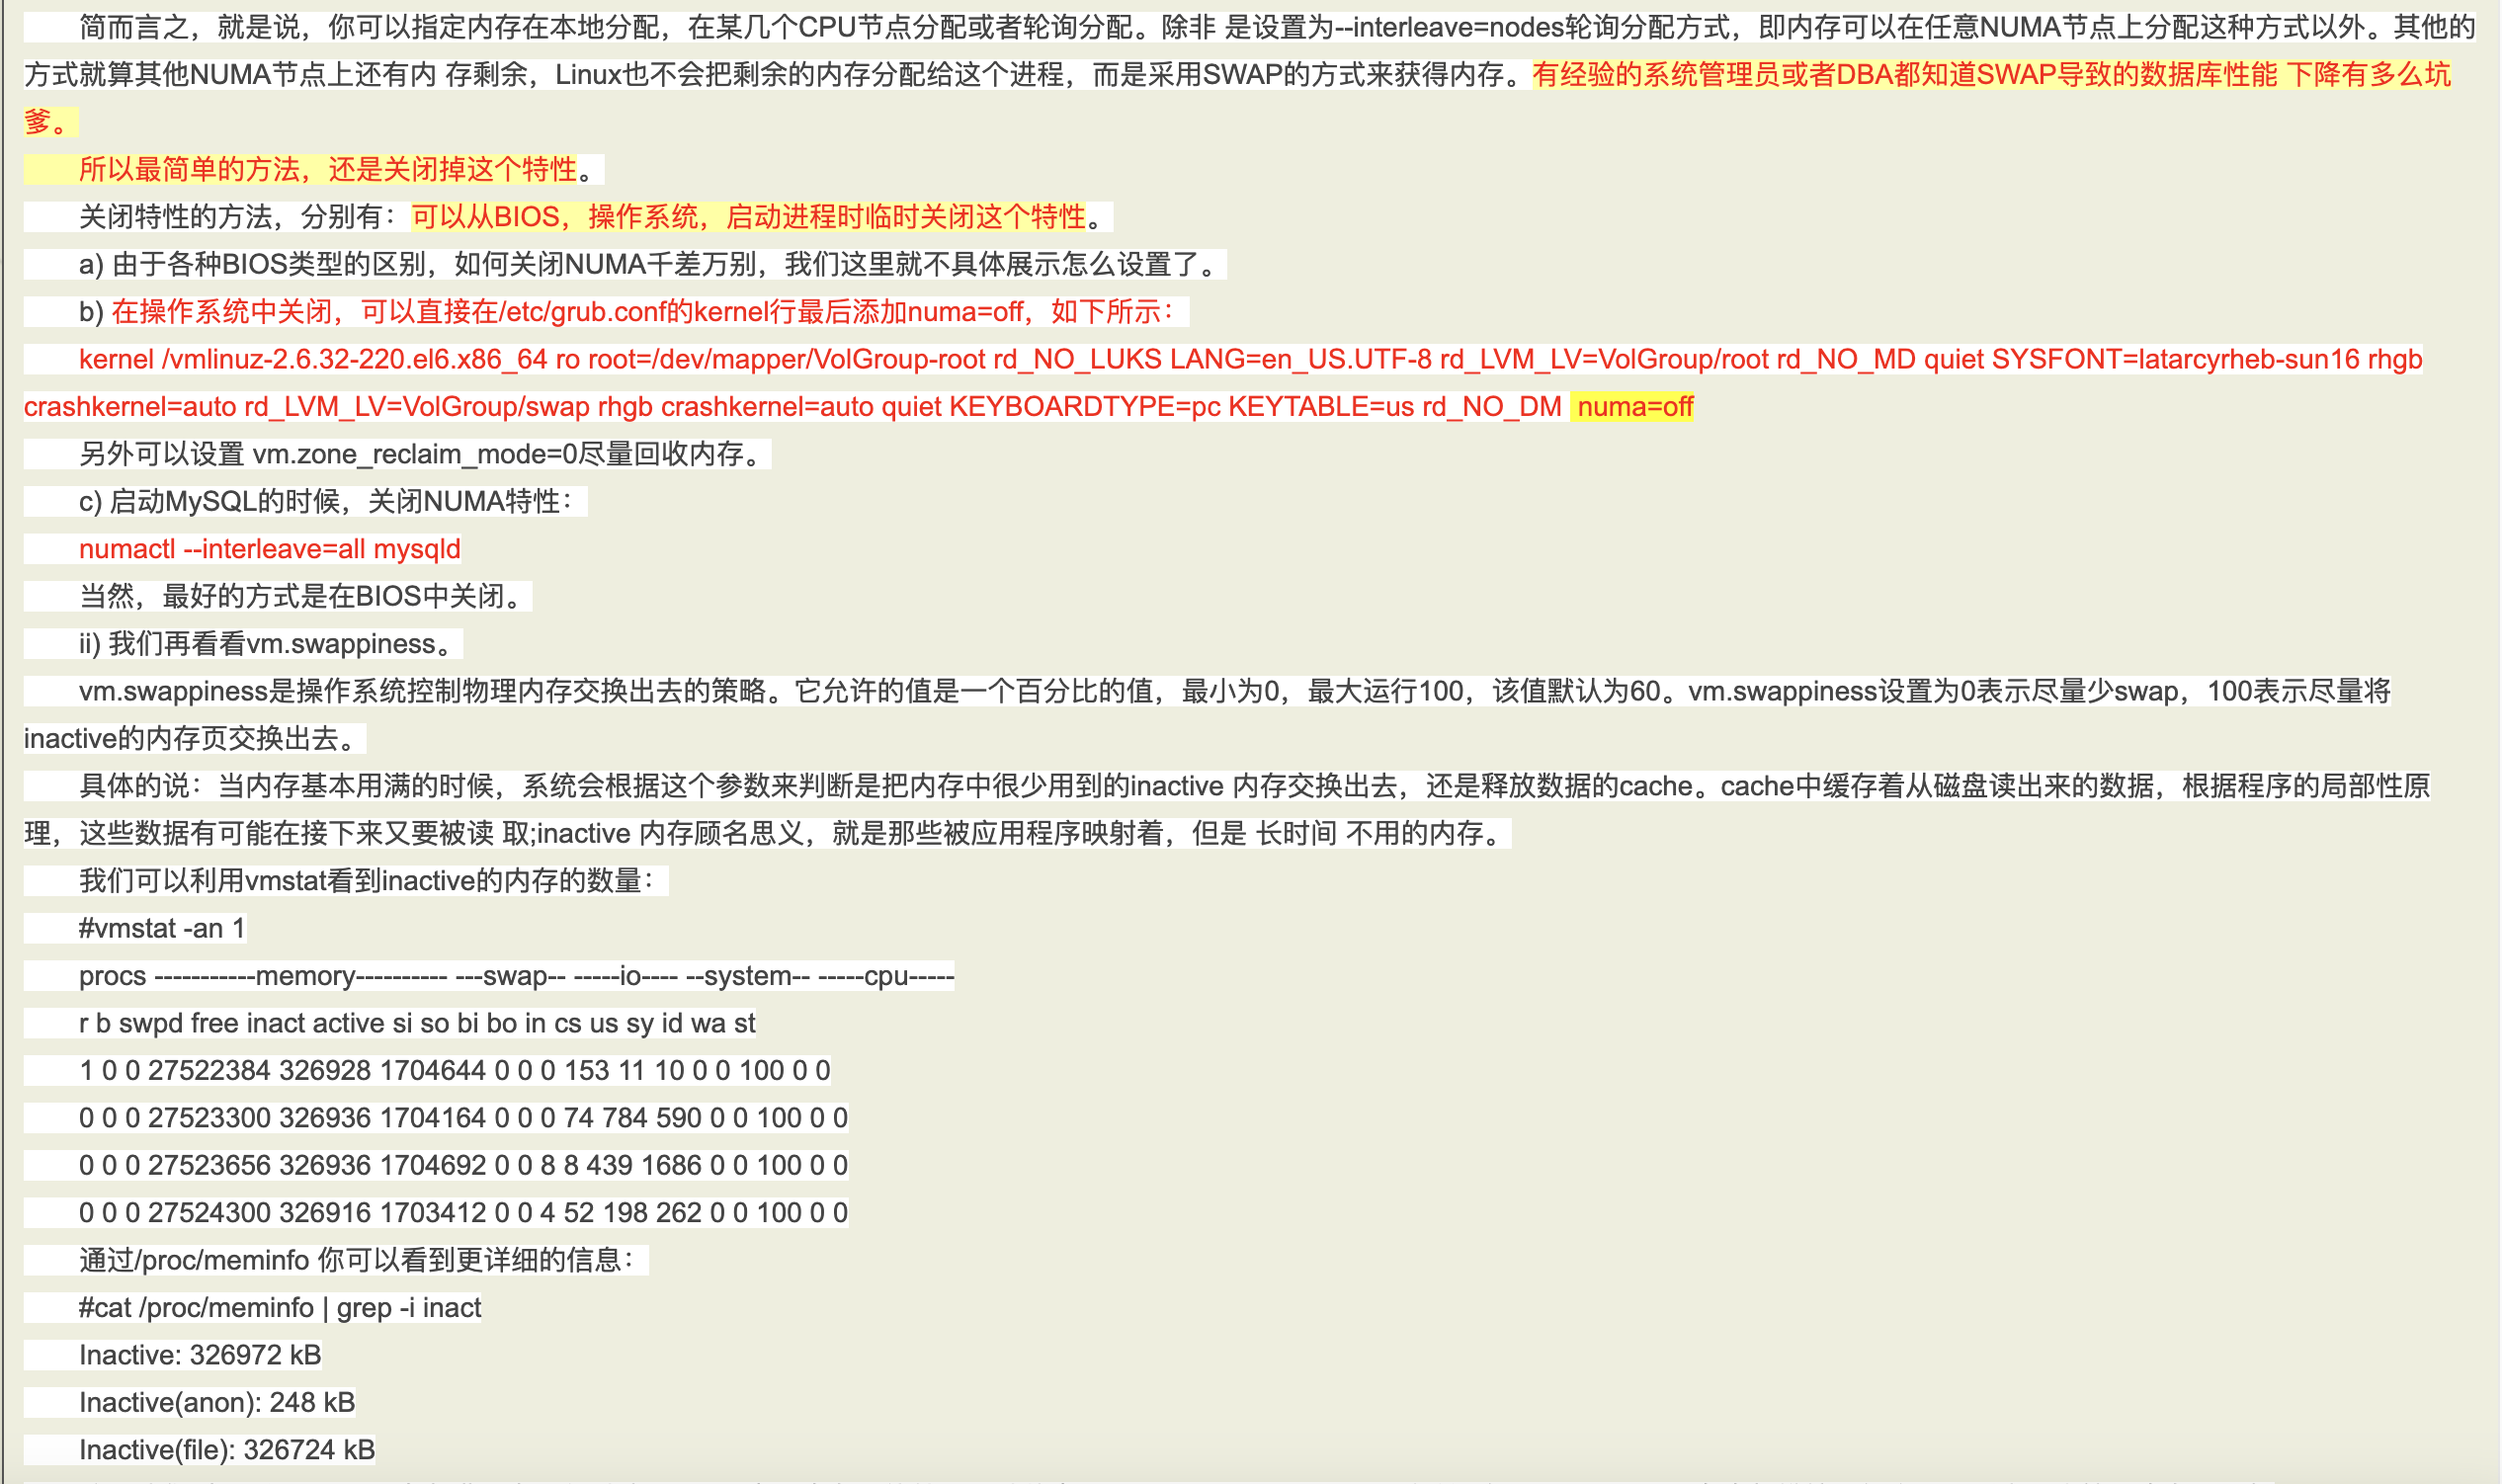 简而言之，就是说，你可以指定内存在本地分配，在某几个CPU节点分配或者轮询分配。除非 是设置为--interleave=nodes轮询分配方式，即内存可以在任意NUMA节点上分配这种方式以外。其他的
方式就算其他NUMA节点上还有内 存剩余，Linux也不会把剩余的内存分配给这个进程，而是采用SWAP的方式来获得内存。有经验的系统管理员或者DBA都知道SWAP导致的数据库性能 下降有多么坑
爹。
所以最简单的方法，还是关闭掉这个特性。
关闭特性的方法，分别有：可以从BIOS，操作系统，启动进程时临时关闭这个特性。
a) 由于各种BIOS类型的区别，如何关闭NUMA千差万别，我们这里就不具体展示怎么设置了。
b) 在操作系统中关闭，可以直接在/etc/grub.conf的kernel行最后添加numa=off，如下所示：
kernel /vmlinuz-2.6.32-220.el6.x86_64 ro root=/dev/mapper/VolGroup-root rd_NO_LUKS LANG=en_US.UTF-8 rd_LVM_LV=VolGroup/root rd_NO_MD quiet SYSFONT=latarcyrheb-sun16 rhgb
crashkernel=auto rd_LVM_LV=VolGroup/swap rhgb crashkernel=auto quiet KEYBOARDTYPE=pc KEYTABLE=us rd_NO_DM numa=off
另外可以设置 vm.zone_reclaim_mode=0尽量回收内存。
c) 启动MySQL的时候，关闭NUMA特性：
numactl --interleave=all mysqld
当然，最好的方式是在BIOS中关闭。
ii) 我们再看看vm.swappiness。
vm.swappiness是操作系统控制物理内存交换出去的策略。它允许的值是一个百分比的值，最小为0，最大运行100，该值默认为60。vm.swappiness设置为0表示尽量少swap，100表示尽量将
inactive的内存页交换出去。
具体的说：当内存基本用满的时候，系统会根据这个参数来判断是把内存中很少用到的inactive 内存交换出去，还是释放数据的cache。cache中缓存着从磁盘读出来的数据，根据程序的局部性原
理，这些数据有可能在接下来又要被读 取;inactive 内存顾名思义，就是那些被应用程序映射着，但是 长时间 不用的内存。
我们可以利用vmstat看到inactive的内存的数量：
#vmstat -an 1
procs -----------memory---------- ---swap-- -----io---- --system-- -----cpu-----
r b swpd free inact active si so bi bo in cs us sy id wa st
1 0 0 27522384 326928 1704644 0 0 0 153 11 10 0 0 100 0 0
0 0 0 27523300 326936 1704164 0 0 0 74 784 590 0 0 100 0 0
0 0 0 27523656 326936 1704692 0 0 8 8 439 1686 0 0 100 0 0
0 0 0 27524300 326916 1703412 0 0 4 52 198 262 0 0 100 0 0
通过/proc/meminfo 你可以看到更详细的信息：
#cat /proc/meminfo | grep -i inact
Inactive: 326972 kB
Inactive(anon): 248 kB
Inactive(file): 326724 kB